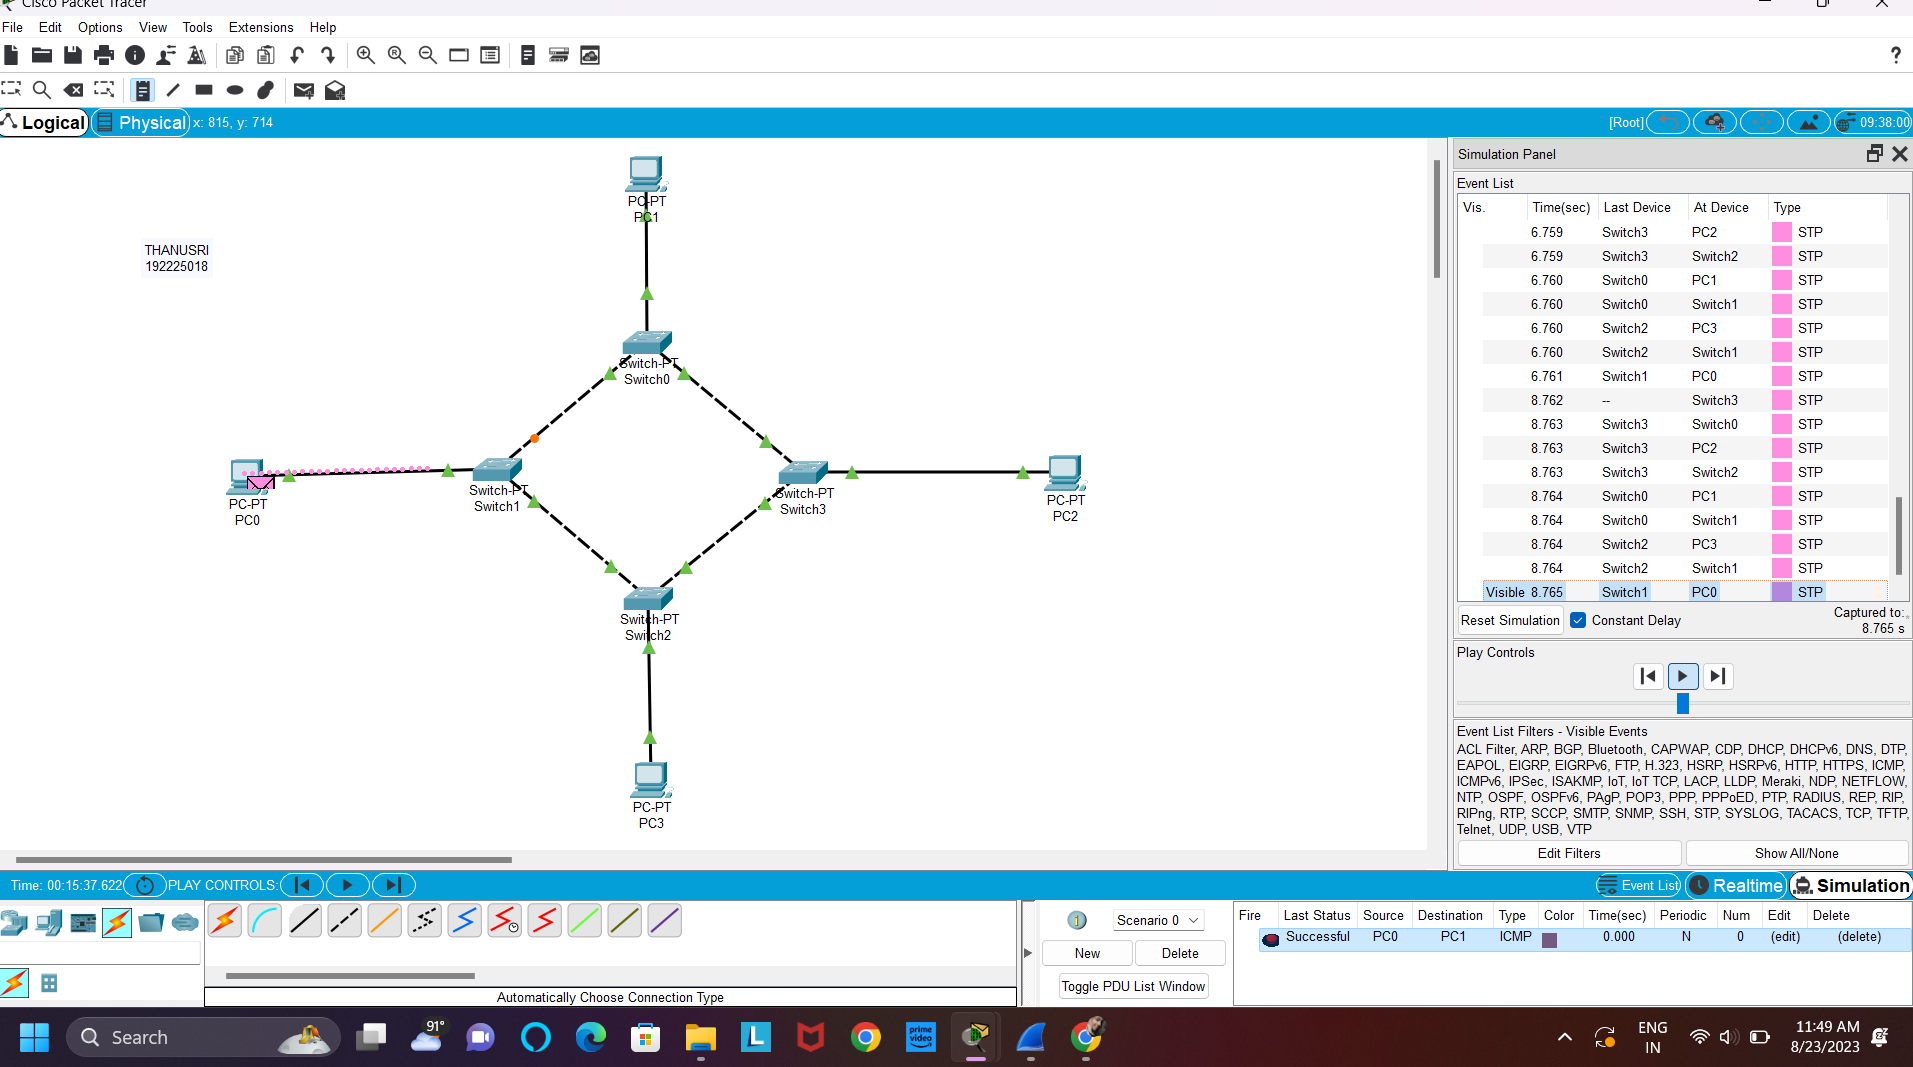 Cisco Packet Tracer
File Edit Options View Tools Extensions Help
Logical Physical x: 815, y: 714 [Root] 09:38:00
PC-PT
PC1
THANUSRI
192225018
Switch-PT
Switch0
PC-PT
PC0
Switch-PT
Switch1
Switch-PT
Switch3
PC-PT
PC2
Switch-PT
Switch2
PC-PT
PC3
Simulation Panel
Event List
Vis. Time(sec) Last Device At Device Type
6.759 Switch3 PC2 STP
6.759 Switch3 Switch2 STP
6.760 Switch0 PC1 STP
6.760 Switch0 Switch1 STP
6.760 Switch2 PC3 STP
6.760 Switch2 Switch1 STP
6.761 Switch1 PC0 STP
8.762 -- Switch3 STP
8.763 Switch3 Switch0 STP
8.763 Switch3 PC2 STP
8.763 Switch3 Switch2 STP
8.764 Switch0 PC1 STP
8.764 Switch0 Switch1 STP
8.764 Switch2 PC3 STP
8.764 Switch2 Switch1 STP
Visible 8.765 Switch1 PC0 STP
Reset Simulation Constant Delay Captured to:
8.765 s
Play Controls
Event List Filters - Visible Events
ACL Filter, ARP, BGP, Bluetooth, CAPWAP, CDP, DHCP, DHCPv6, DNS, DTP,
EAPOL, EIGRP, EIGRPv6, FTP, H.323, HSRP, HSRPv6, HTTP, HTTPS, ICMP,
ICMPv6, IPSec, ISAKMP, IoT, IoT TCP, LACP, LLDP, Meraki, NDP, NETFLOW,
NTP, OSPF, OSPFv6, PAgP, POP3, PPP, PPPoED, PTP, RADIUS, REP, RIP,
RIPng, RTP, SCCP, SMTP, SNMP, SSH, STP, SYSLOG, TACACS, TCP, TFTP,
Telnet, UDP, USB, VTP
Edit Filters Show All/None
Time: 00:15:37.622 PLAY CONTROLS: Event List Realtime Simulation
Automatically Choose Connection Type
Scenario 0
New Delete
Toggle PDU List Window
Fire Last Status Source Destination Type Color Time(sec) Periodic Num Edit Delete
Successful PC0 PC1 ICMP 0.000 N 0 (edit) (delete)
Search
91°
prime video
L
ENG
IN
11:49 AM
8/23/2023